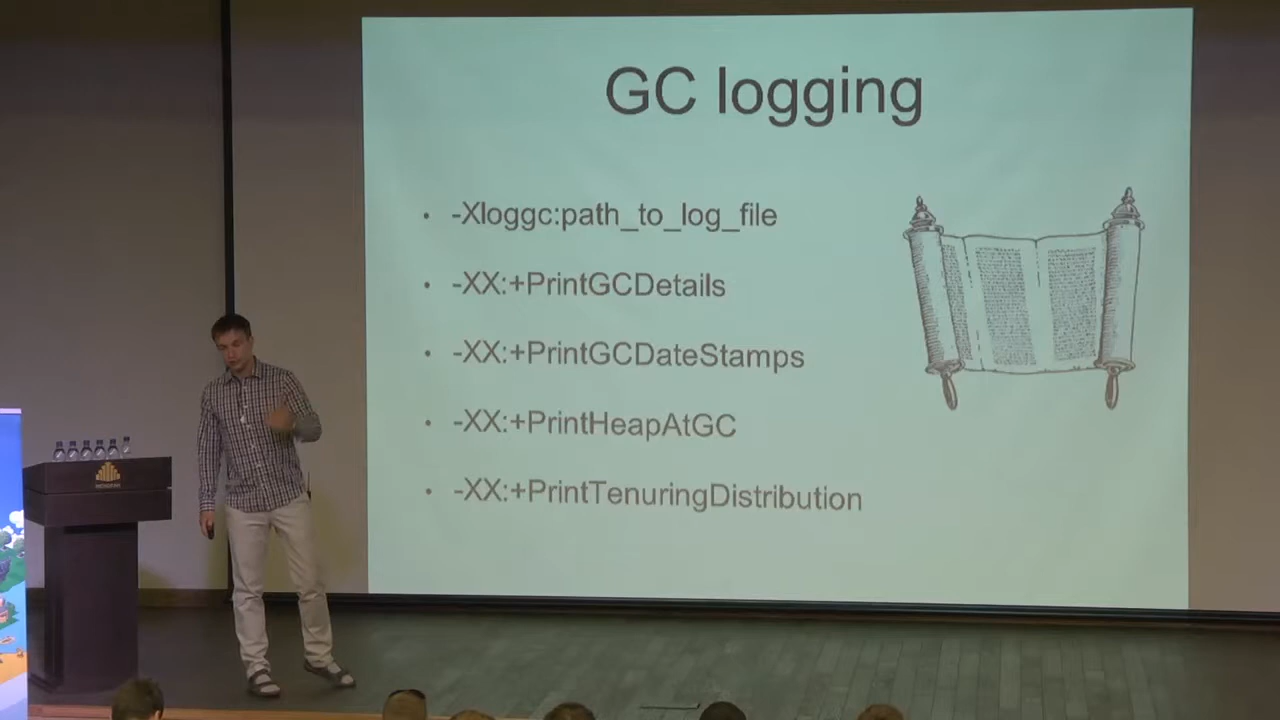 GC logging
-Xloggc:path_to_log_file
-XX:+PrintGCDetails
-XX:+PrintGCDateStamps
-XX:+PrintHeapAtGC
-XX:+PrintTenuringDistribution